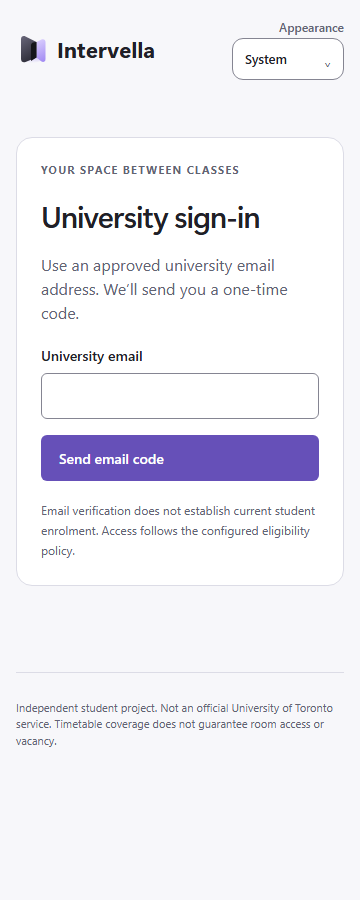 Appearance
Intervella
System
YOUR SPACE BETWEEN CLASSES
University sign-in
Use an approved university email
address. We’ll send you a one-time
code.
University email
Send email code
Email verification does not establish current student
enrolment. Access follows the configured eligibility
policy.
Independent student project. Not an official University of Toronto
service. Timetable coverage does not guarantee room access or
vacancy.